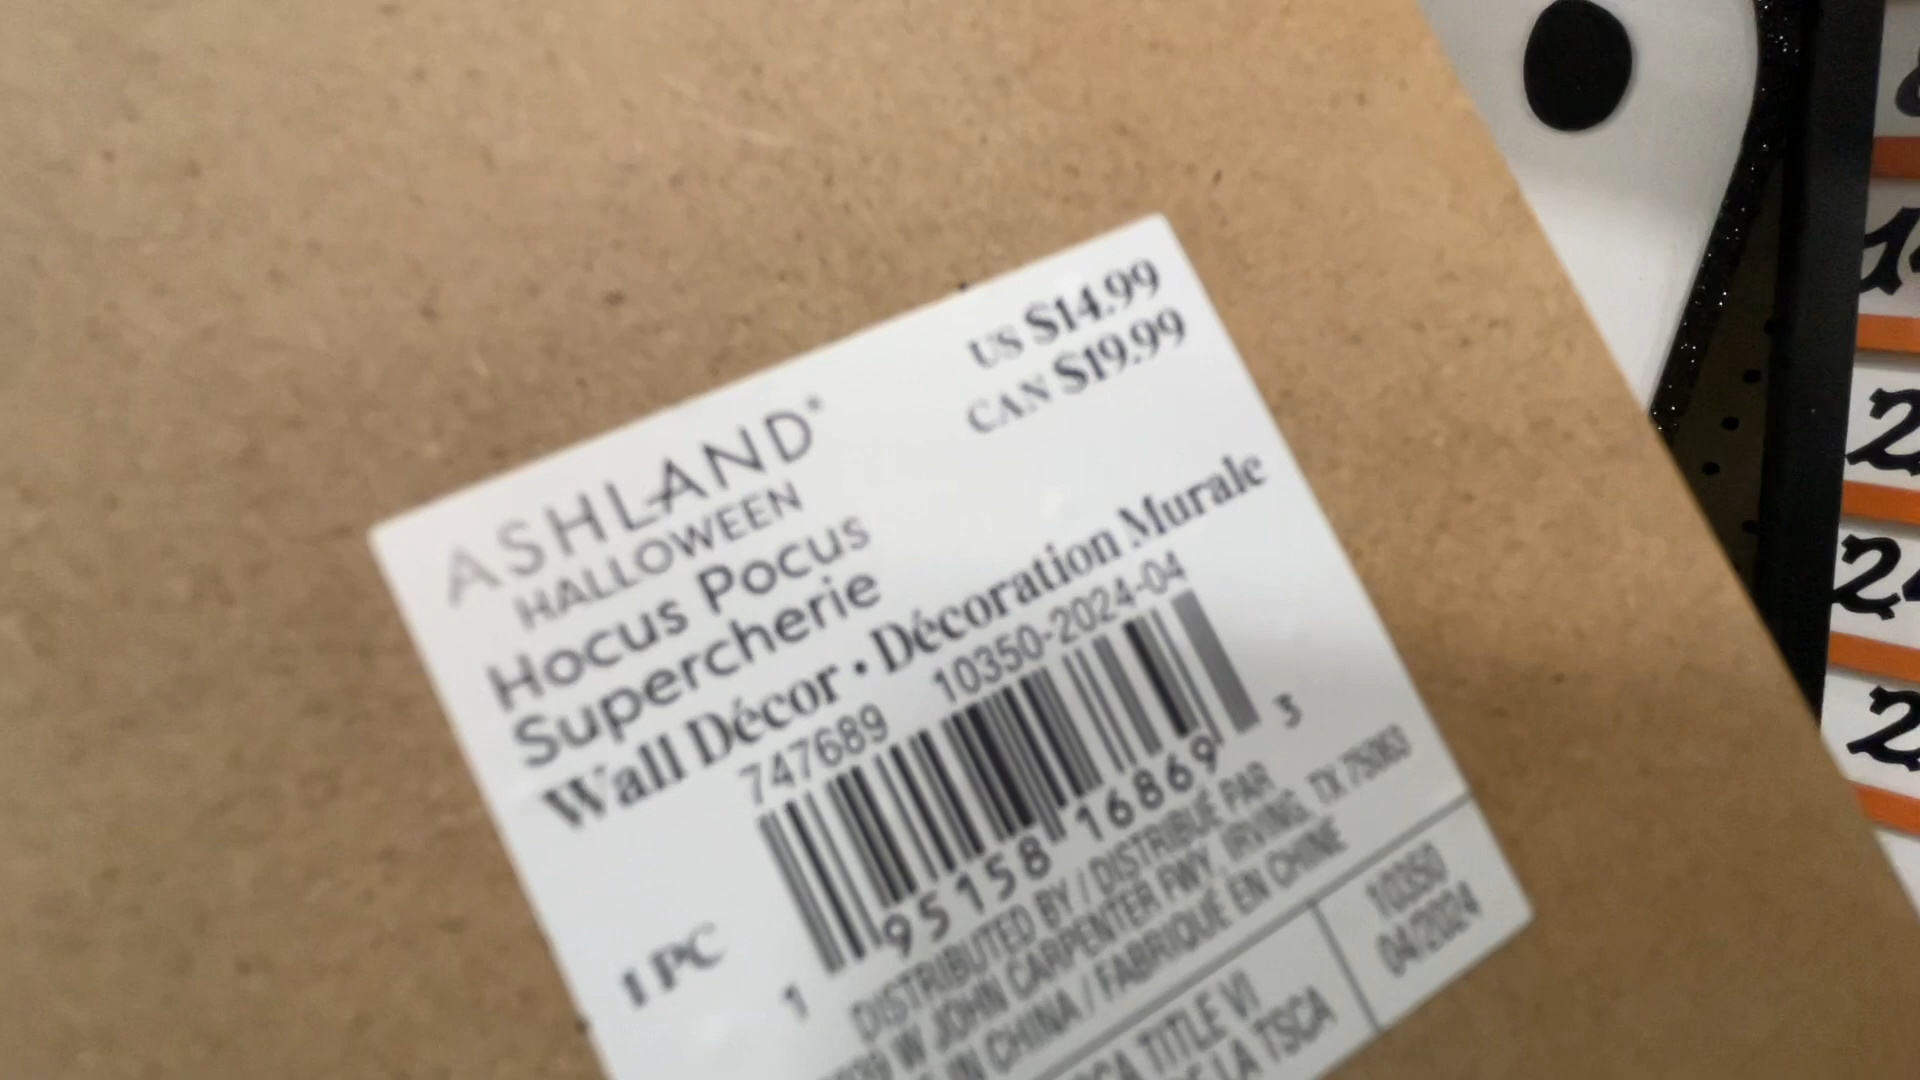 US $14.99
CAN $19.99
ASHLAND®
HALLOWEEN
Hocus Pocus
Supercherie
Wall Décor • Décoration Murale
747689 10350-2024-04
1 95158 16869 3
1 PC
DISTRIBUTED BY / DISTRIBUÉ PAR
W JOHN CARPENTER FWY, IRVING, TX 75063
IN CHINA / FABRIQUÉ EN CHINE
TITLE VI
DE LA TSCA
10350
04/2024
2